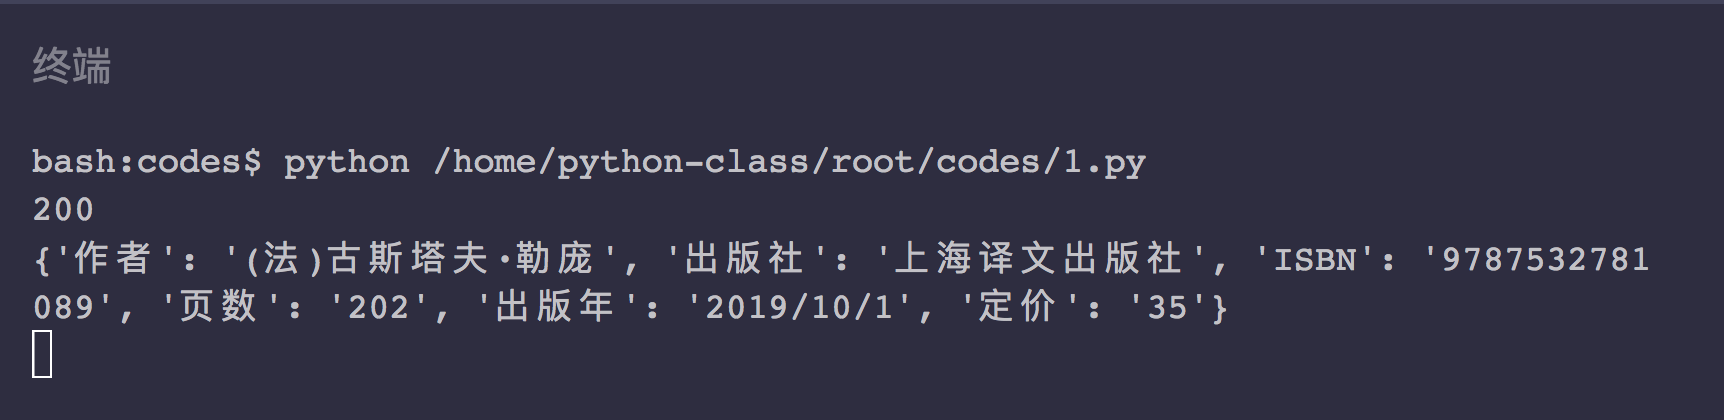 终端
bash:codes$ python /home/python-class/root/codes/1.py
200
{'作者': '(法)古斯塔夫·勒庞', '出版社': '上海译文出版社', 'ISBN': '9787532781
089', '页数': '202', '出版年': '2019/10/1', '定价': '35'}